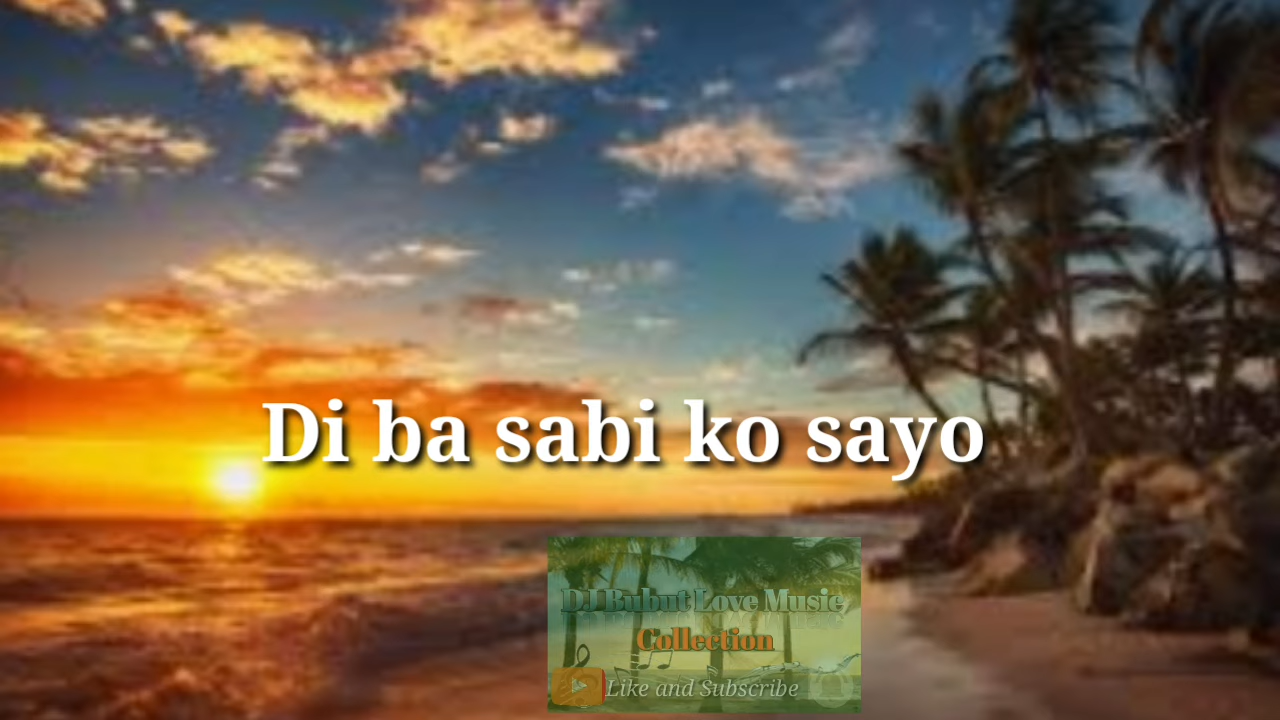 Di ba sabi ko sayo
DJ Bubut Love Music
Collection
Like and Subscribe